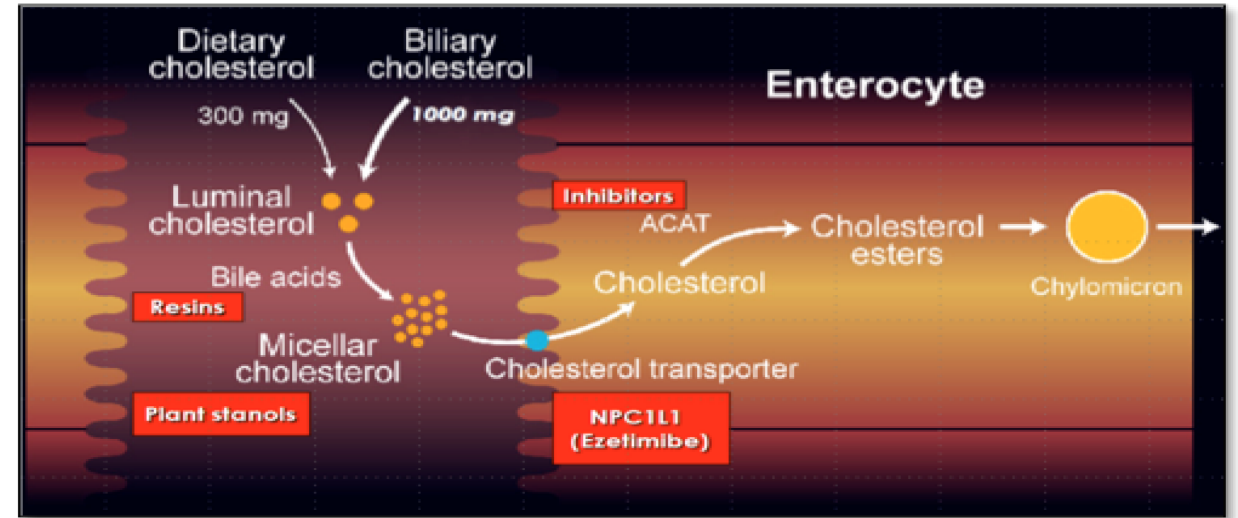 Dietary
cholesterol
300 mg
Biliary
cholesterol
1000 mg
Enterocyte
Luminal
cholesterol
Inhibitors
ACAT
Cholesterol
esters
Bile acids
Cholesterol
Chylomicron
Resins
Micellar
cholesterol
Cholesterol transporter
Plant stanols
NPC1L1
(Ezetimibe)